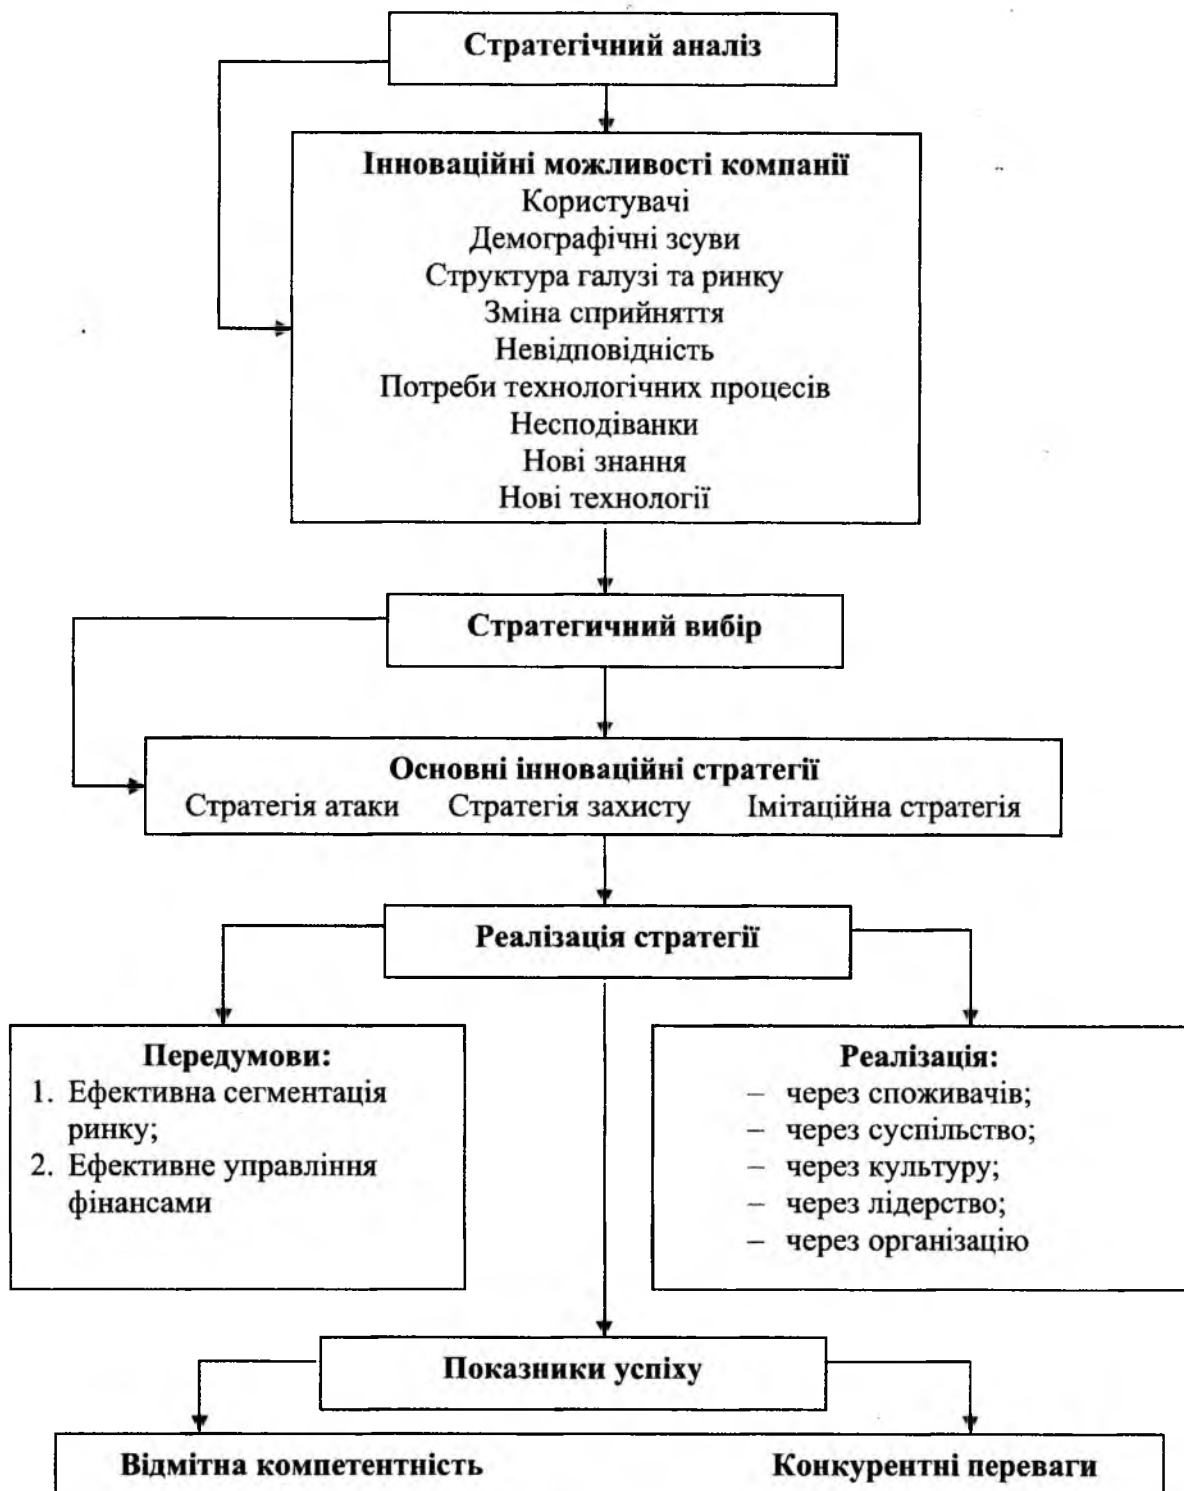 Стратегічний аналіз
Інноваційні можливості компанії
Користувачі
Демографічні зсуви
Структура галузі та ринку
Зміна сприйняття
Невідповідність
Потреби технологічних процесів
Несподіванки
Нові знання
Нові технології
Стратегичний вибір
Основні інноваційні стратегії
Стратегія атаки Стратегія захисту Імітаційна стратегія
Реалізація стратегії
Передумови:
1. Ефективна сегментація
ринку;
2. Ефективне управління
фінансами
Реалізація:
– через споживачів;
– через суспільство;
– через культуру;
– через лідерство;
– через організацію
Показники успіху
Відмітна компетентність Конкурентні переваги